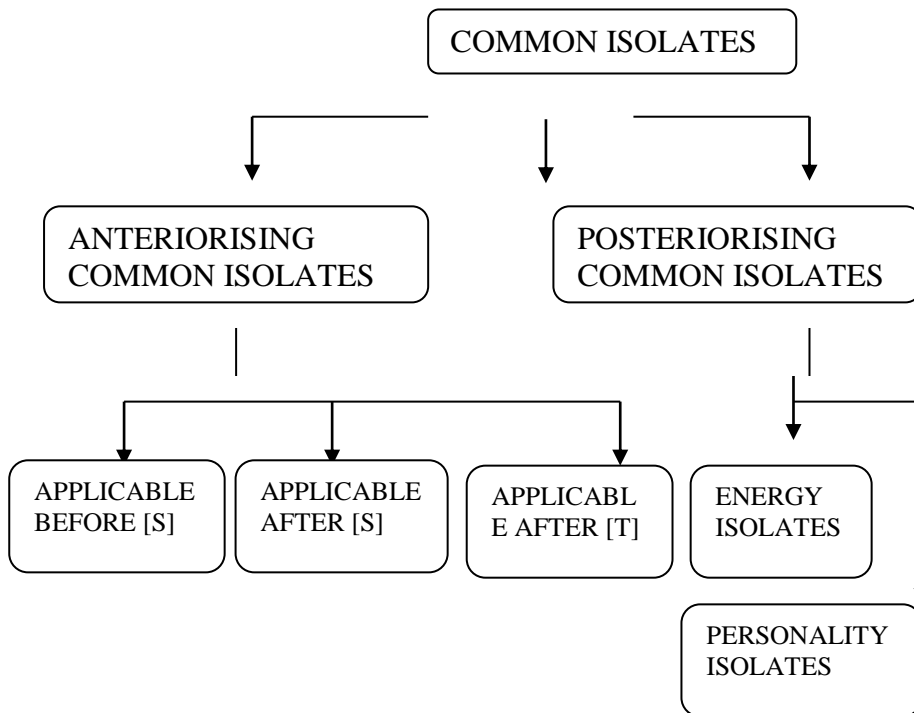 COMMON ISOLATES
ANTERIORISING
COMMON ISOLATES
POSTERIORISING
COMMON ISOLATES
APPLICABLE
BEFORE [S]
APPLICABLE
AFTER [S]
APPLICABL
E AFTER [T]
ENERGY
ISOLATES
PERSONALITY
ISOLATES